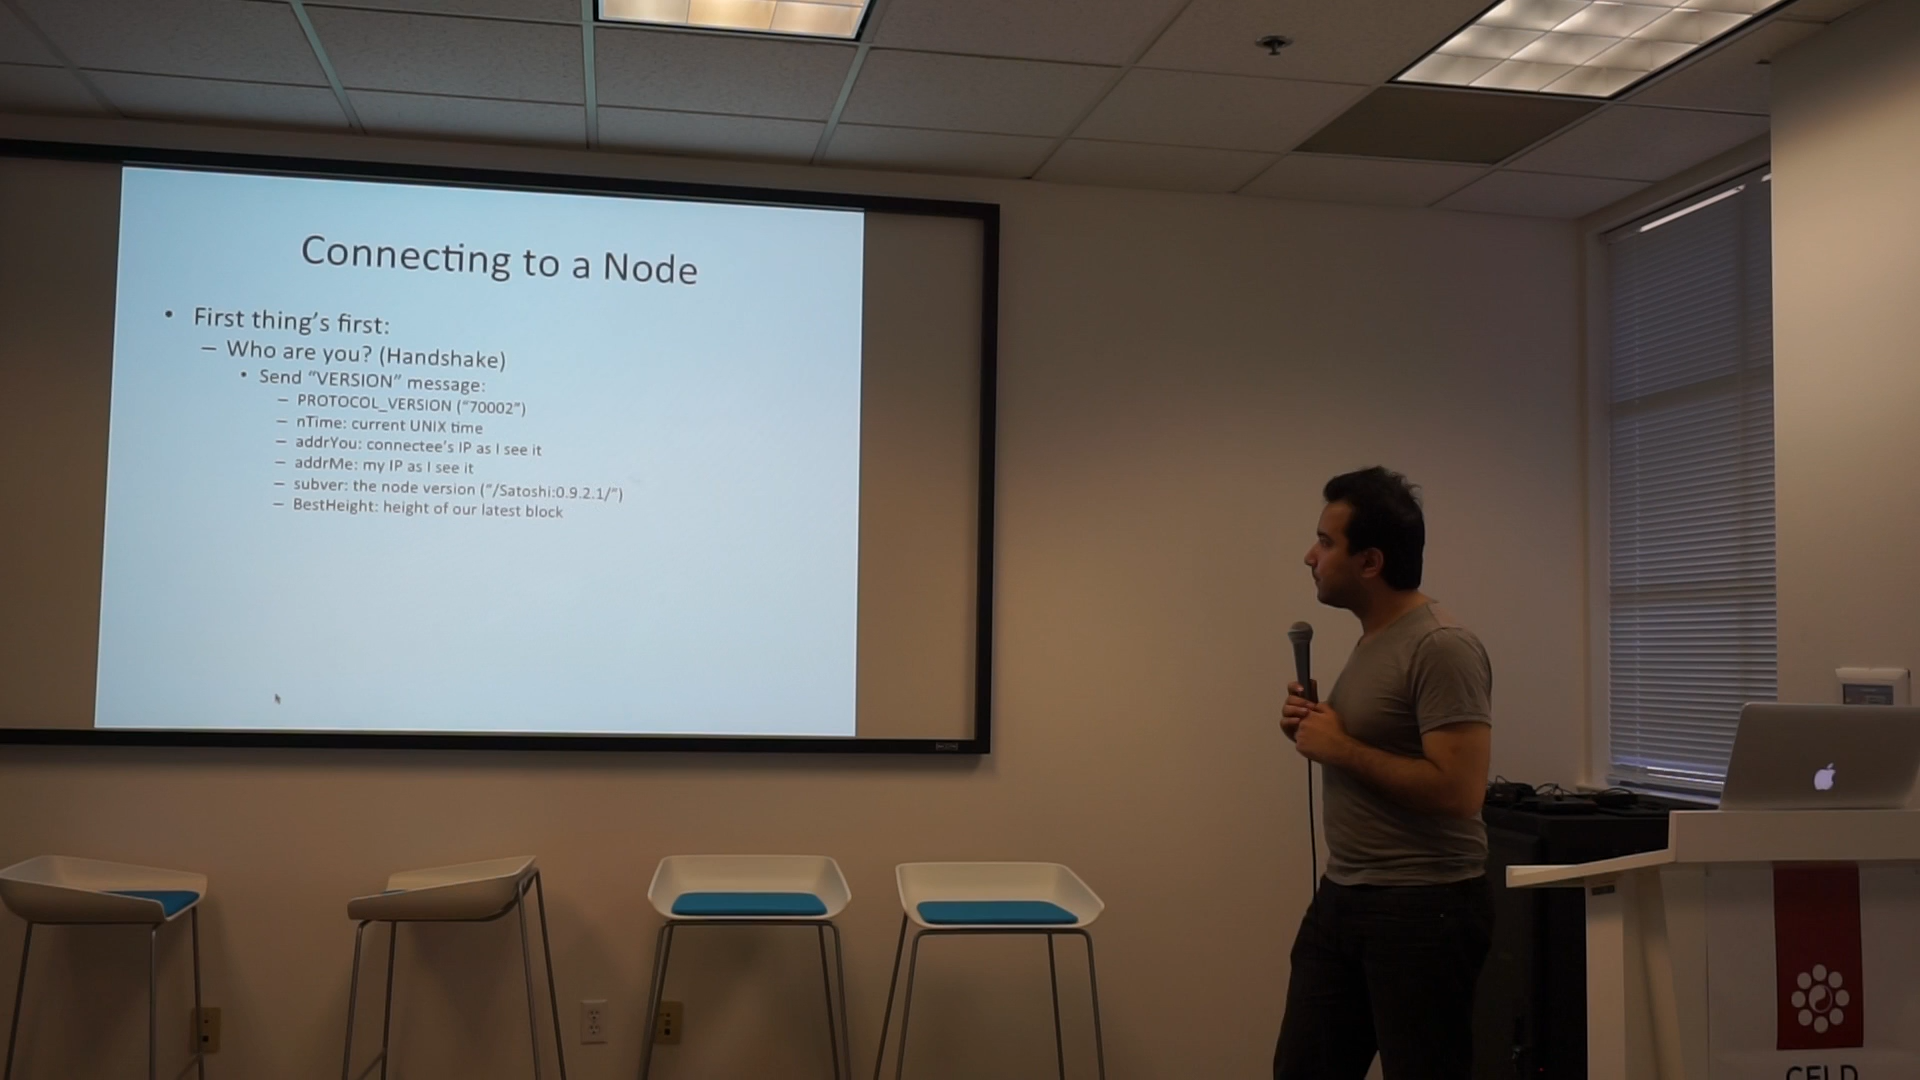 Connecting to a Node
• First thing’s first:
– Who are you? (Handshake)
• Send “VERSION” message:
– PROTOCOL_VERSION (“70002”)
– nTime: current UNIX time
– addrYou: connectee’s IP as I see it
– addrMe: my IP as I see it
– subver: the node version (“/Satoshi:0.9.2.1/”)
– BestHeight: height of our latest block